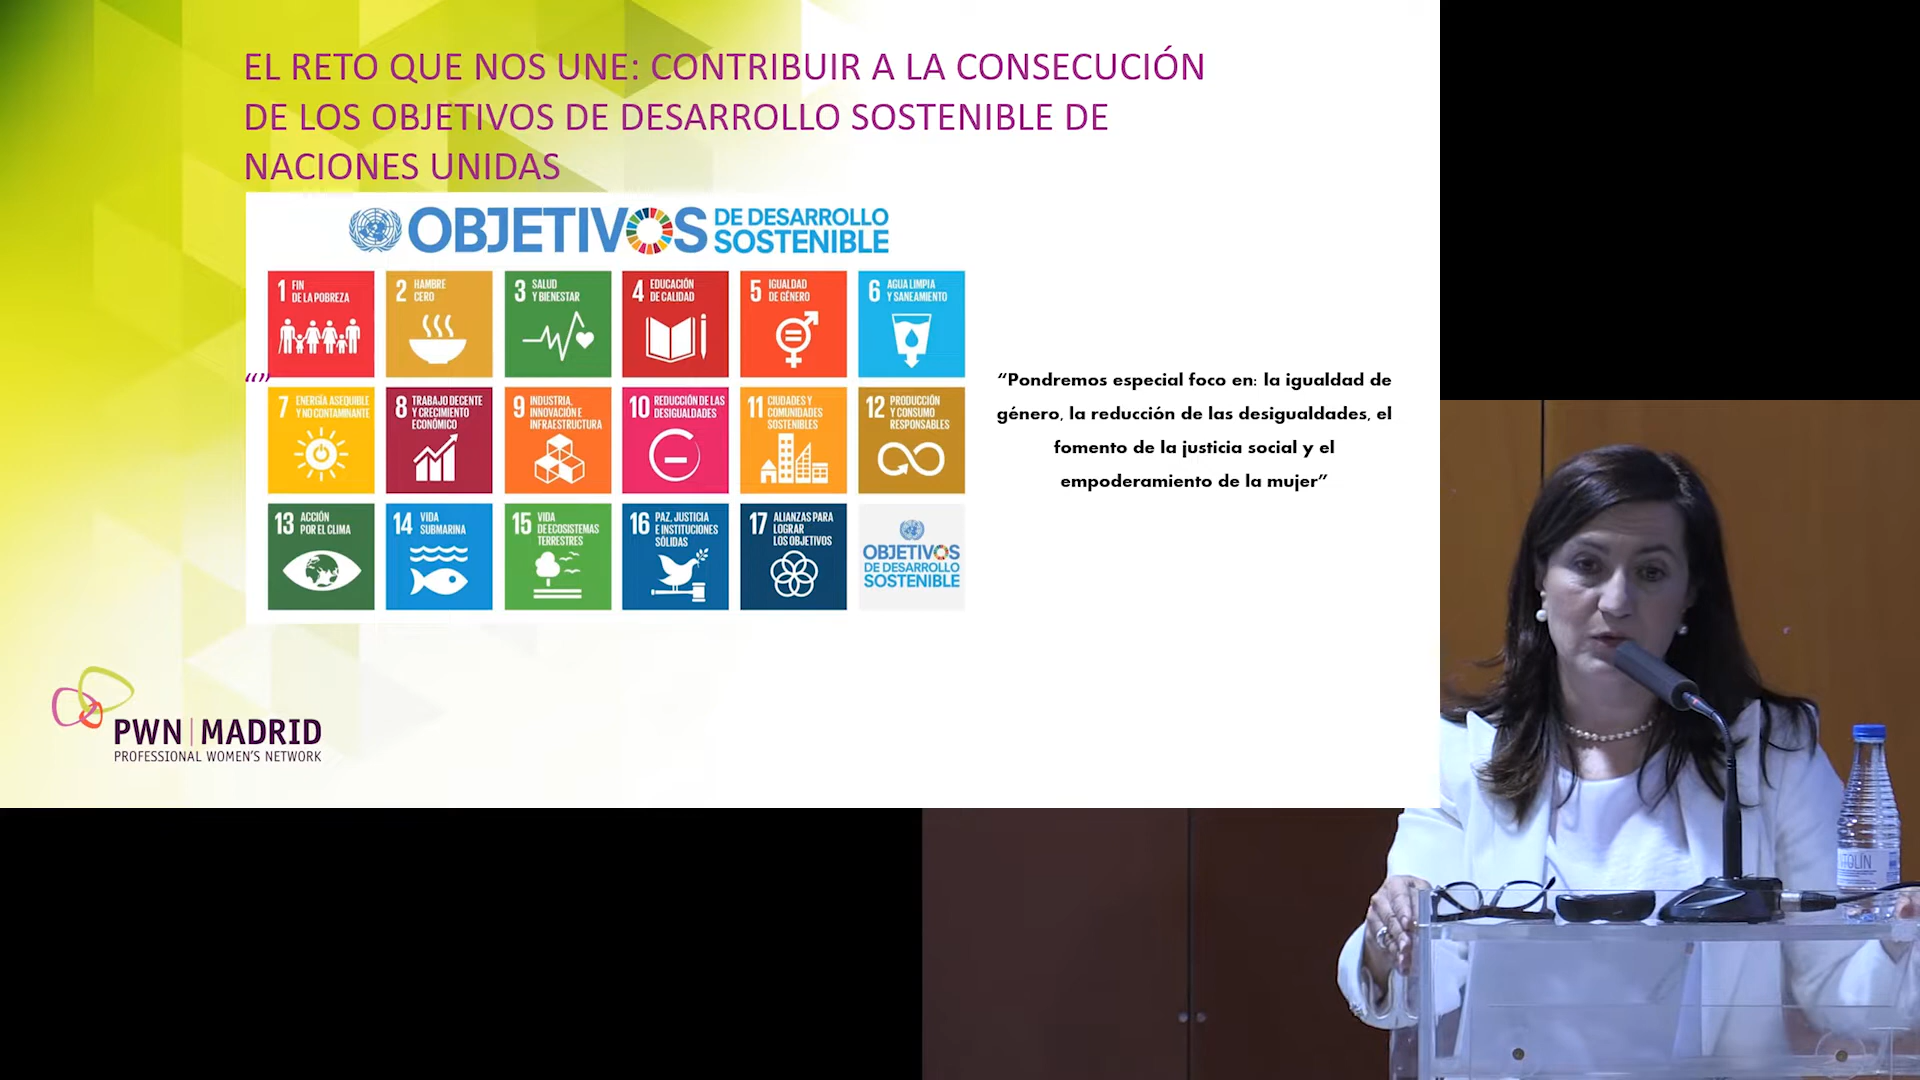 EL RETO QUE NOS UNE: CONTRIBUIR A LA CONSECUCIÓN
DE LOS OBJETIVOS DE DESARROLLO SOSTENIBLE DE
NACIONES UNIDAS
OBJETIVOS DE DESARROLLO
SOSTENIBLE
1 FIN
DE LA POBREZA
2 HAMBRE
CERO
3 SALUD
Y BIENESTAR
4 EDUCACIÓN
DE CALIDAD
5 IGUALDAD
DE GÉNERO
6 AGUA LIMPIA
Y SANEAMIENTO
“”
7 ENERGÍA ASEQUIBLE
Y NO CONTAMINANTE
8 TRABAJO DECENTE
Y CRECIMIENTO
ECONÓMICO
9 INDUSTRIA,
INNOVACIÓN E
INFRAESTRUCTURA
10 REDUCCIÓN DE LAS
DESIGUALDADES
11 CIUDADES Y
COMUNIDADES
SOSTENIBLES
12 PRODUCCIÓN
Y CONSUMO
RESPONSABLES
13 ACCIÓN
POR EL CLIMA
14 VIDA
SUBMARINA
15 VIDA
DE ECOSISTEMAS
TERRESTRES
16 PAZ, JUSTICIA
E INSTITUCIONES
SÓLIDAS
17 ALIANZAS PARA
LOGRAR
LOS OBJETIVOS
OBJETIVOS
DE DESARROLLO
SOSTENIBLE
“Pondremos especial foco en: la igualdad de
género, la reducción de las desigualdades, el
fomento de la justicia social y el
empoderamiento de la mujer”
PWN | MADRID
PROFESSIONAL WOMEN'S NETWORK